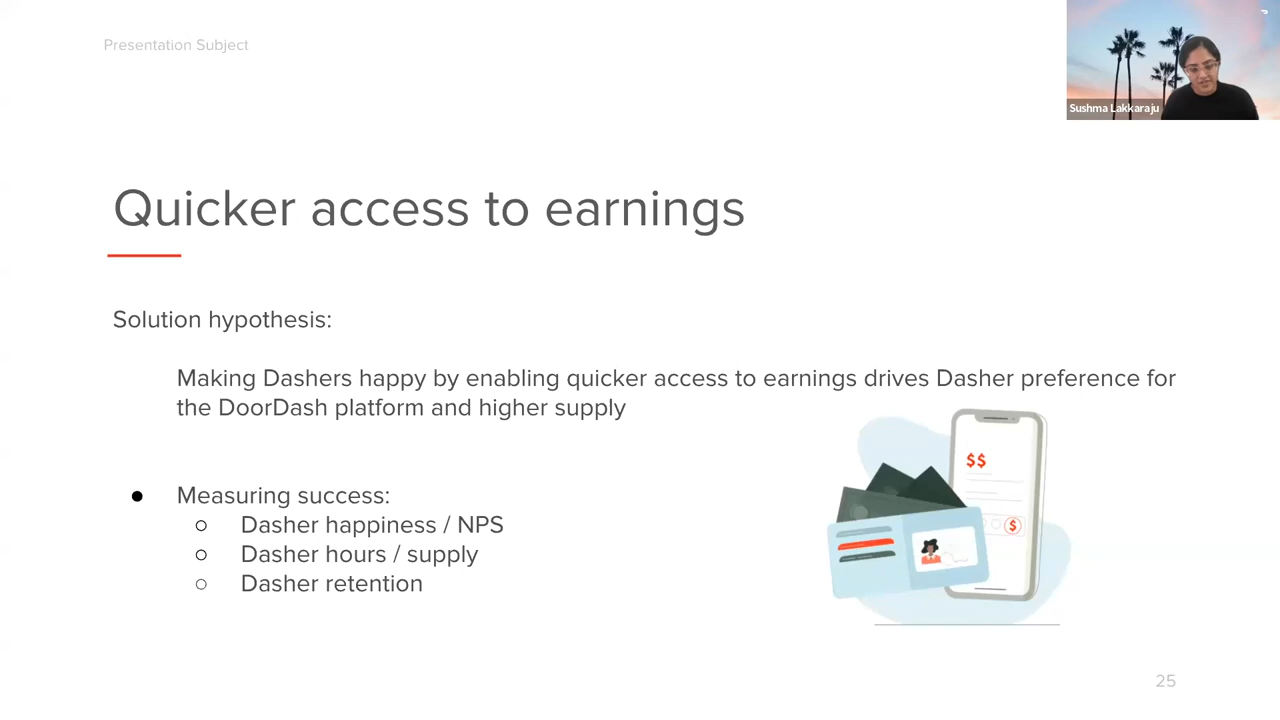 Presentation Subject
Sushma Lakkaraju
Quicker access to earnings
Solution hypothesis:
Making Dashers happy by enabling quicker access to earnings drives Dasher preference for
the DoorDash platform and higher supply
● Measuring success:
○ Dasher happiness / NPS
○ Dasher hours / supply
○ Dasher retention
$$
$
25